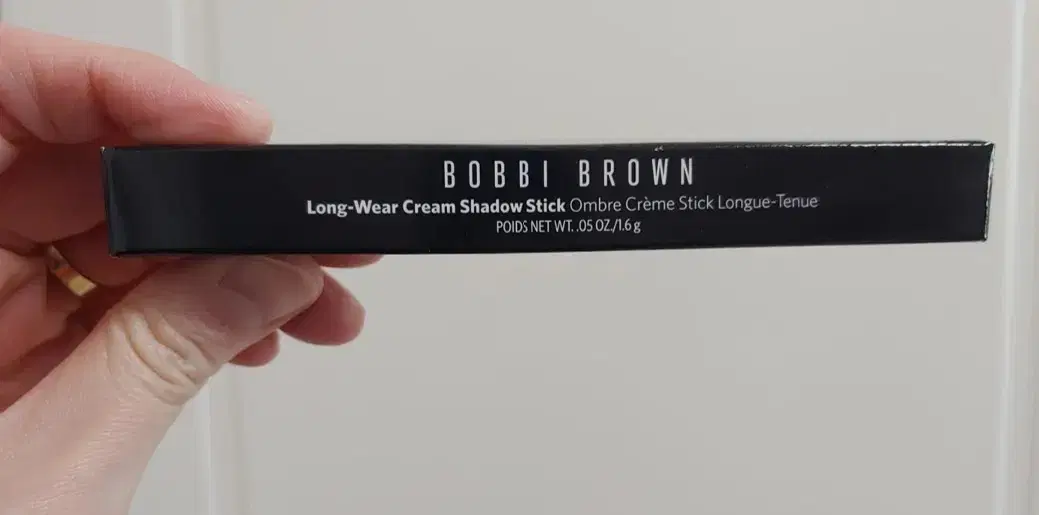 BOBBI BROWN
Long-Wear Cream Shadow Stick Ombre Crème Stick Longue-Tenue
POIDS NET WT. .05 OZ./1.6 g